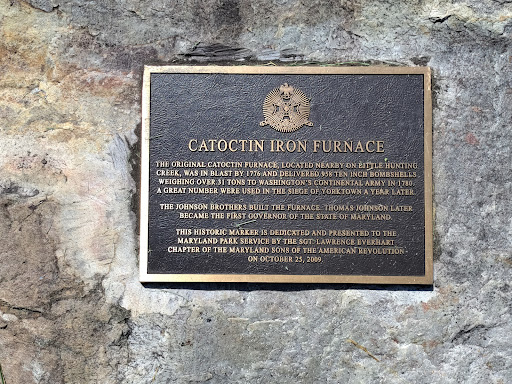 CATOCTIN IRON FURNACE
THE ORIGINAL CATOCTIN FURNACE, LOCATED NEARBY ON LITTLE HUNTING
CREEK, WAS IN BLAST BY 1776 AND DELIVERED 958 TEN INCH BOMBSHELLS
WEIGHING OVER 31 TONS TO WASHINGTON'S CONTINENTAL ARMY IN 1780.
A GREAT NUMBER WERE USED IN THE SIEGE OF YORKTOWN A YEAR LATER.
THE JOHNSON BROTHERS BUILT THE FURNACE. THOMAS JOHNSON LATER
BECAME THE FIRST GOVERNOR OF THE STATE OF MARYLAND.
THIS HISTORIC MARKER IS DEDICATED AND PRESENTED TO THE
MARYLAND PARK SERVICE BY THE SGT. LAWRENCE EVERHART
CHAPTER OF THE MARYLAND SONS OF THE AMERICAN REVOLUTION
ON OCTOBER 25, 2009